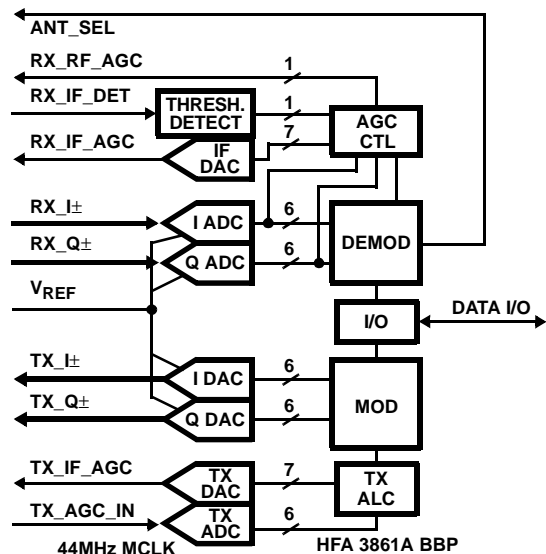 ANT_SEL
RX_RF_AGC
1
RX_IF_DET
THRESH.
DETECT
1
AGC
CTL
RX_IF_AGC
IF
DAC
7
RX_I±
I ADC
6
DEMOD
RX_Q±
Q ADC
6
VREF
I/O
DATA I/O
TX_I±
I DAC
6
MOD
TX_Q±
Q DAC
6
TX_IF_AGC
TX
DAC
7
TX
ALC
TX_AGC_IN
TX
ADC
6
44MHz MCLK
HFA 3861A BBP